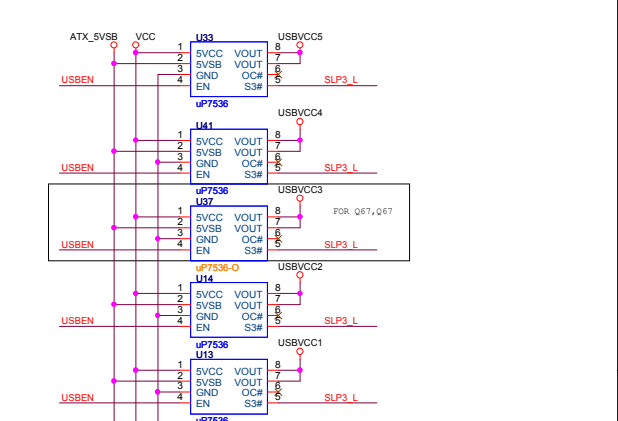 ATX_5VSB VCC U33 USBVCC5
1 5VCC VOUT 8
2 5VSB VOUT 7
3 GND OC# 6
USBEN 4 EN S3# 5 SLP3_L
uP7536
USBVCC4
U41
1 5VCC VOUT 8
2 5VSB VOUT 7
3 GND OC# 6
USBEN 4 EN S3# 5 SLP3_L
uP7536
USBVCC3
U37
1 5VCC VOUT 8 FOR Q67,Q67
2 5VSB VOUT 7
3 GND OC# 6
USBEN 4 EN S3# 5 SLP3_L
uP7536-O
USBVCC2
U14
1 5VCC VOUT 8
2 5VSB VOUT 7
3 GND OC# 6
USBEN 4 EN S3# 5 SLP3_L
uP7536
USBVCC1
U13
1 5VCC VOUT 8
2 5VSB VOUT 7
3 GND OC# 6
USBEN 4 EN S3# 5 SLP3_L
uP7536